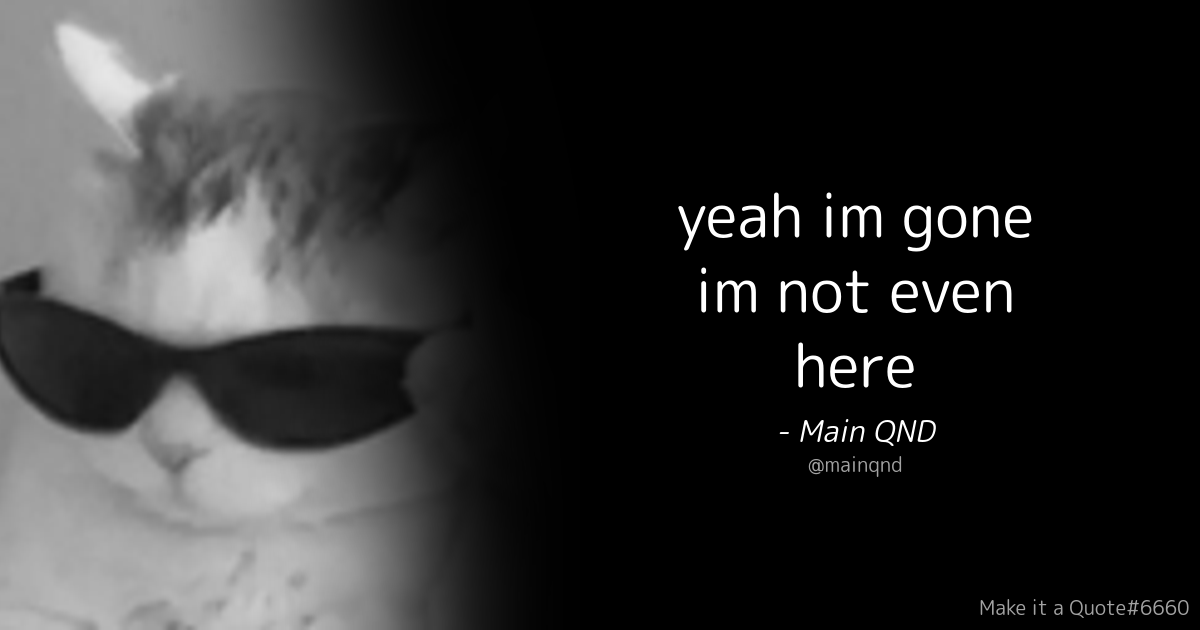 yeah im gone
im not even
here
- Main QND
@mainqnd
Make it a Quote#6660